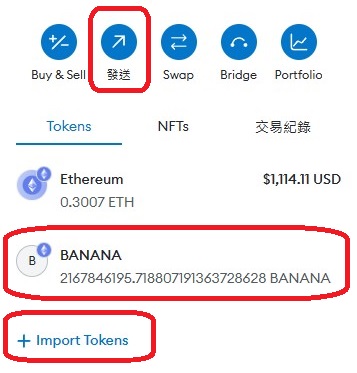 Buy & Sell 發送 Swap Bridge Portfolio
Tokens NFTs 交易紀錄
Ethereum $1,114.11 USD
0.3007 ETH
B BANANA
2167846195.718807191363728628 BANANA
+ Import Tokens